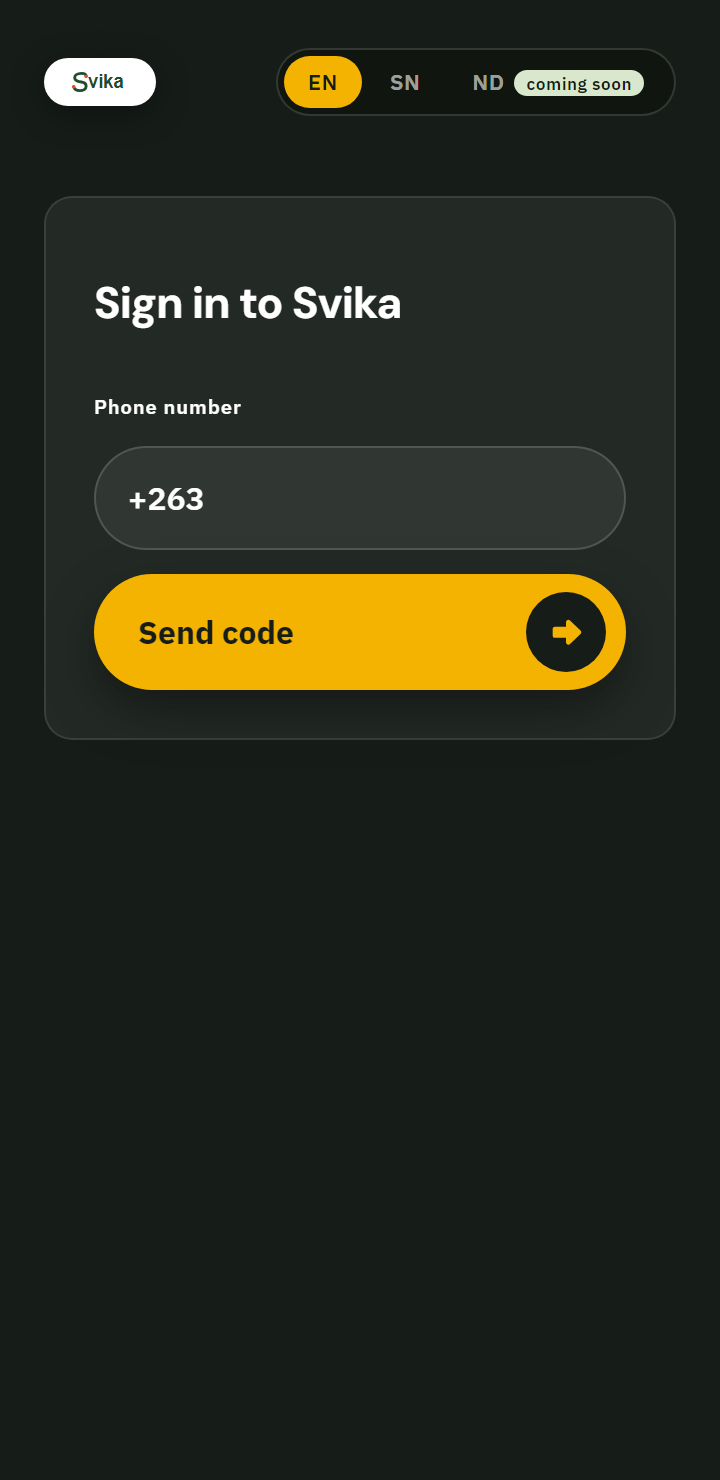 Svika
EN SN ND coming soon
Sign in to Svika
Phone number
+263
Send code